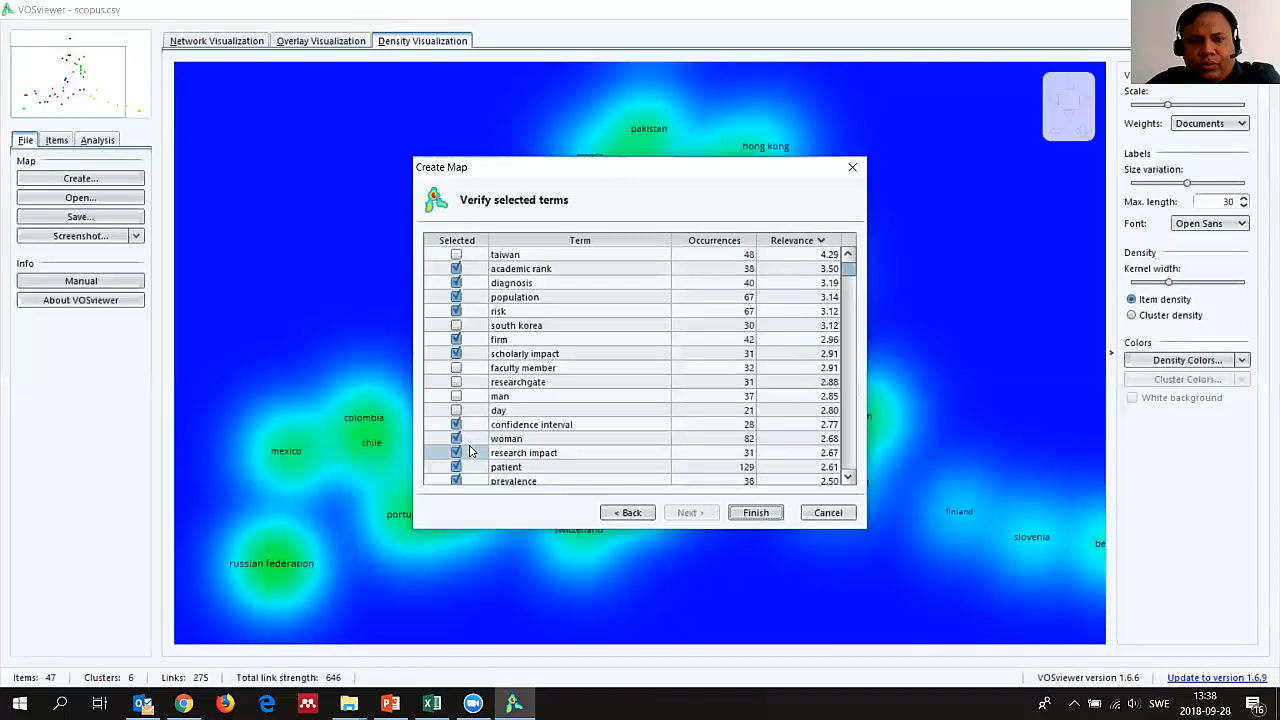 VOSviewer - scopus.csv
Network Visualization
Overlay Visualization
Density Visualization
File
Items
Analysis
Map
Create...
Open...
Save...
Screenshot...
Info
Manual
About VOSviewer
pakistan
hong kong
colombia
chile
mexico
russian federation
switzerland
finland
slovenia
be
Create Map
Verify selected terms
Selected Term Occurrences Relevance
taiwan 48 4.29
academic rank 38 3.50
diagnosis 40 3.19
population 67 3.14
risk 67 3.12
south korea 30 3.12
firm 42 2.96
scholarly impact 31 2.91
faculty member 32 2.91
researchgate 31 2.88
man 37 2.85
day 21 2.80
confidence interval 28 2.77
woman 82 2.68
research impact 31 2.67
patient 129 2.61
prevalence 38 2.50
< Back
Next >
Finish
Cancel
Scale:
Weights: Documents
Labels
Size variation:
Max. length: 30
Font: Open Sans
Density
Kernel width:
Item density
Cluster density
Colors
Density Colors...
Cluster Colors...
White background
Items: 47 Clusters: 6 Links: 275 Total link strength: 646
VOSviewer version 1.6.6
Update to version 1.6.9
SWE
13:38
2018-09-28
16